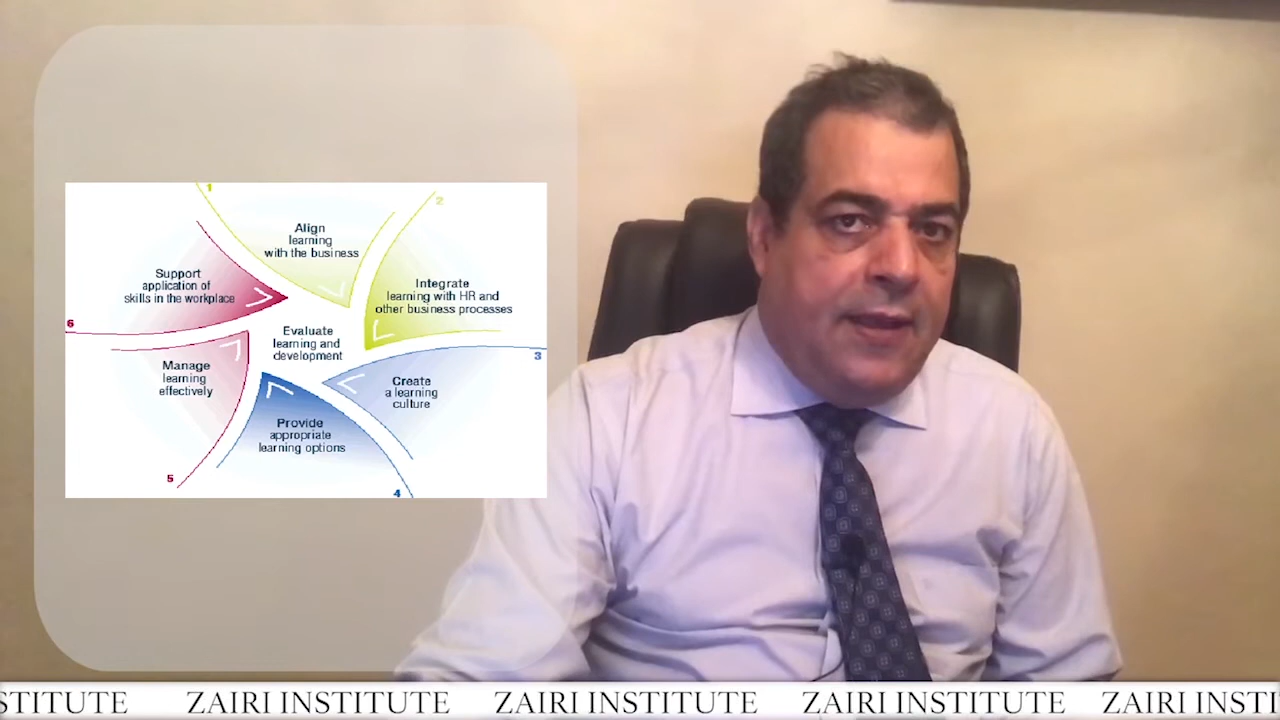 1
Align
learning
with the business
2
Integrate
learning with HR and
other business processes
3
Create
a learning
culture
4
Provide
appropriate
learning options
5
Manage
learning
effectively
6
Support
application of
skills in the workplace
Evaluate
learning and
development
STITUTE ZAIRI INSTITUTE ZAIRI INSTITUTE ZAIRI INSTITUTE ZAIRI INSTI